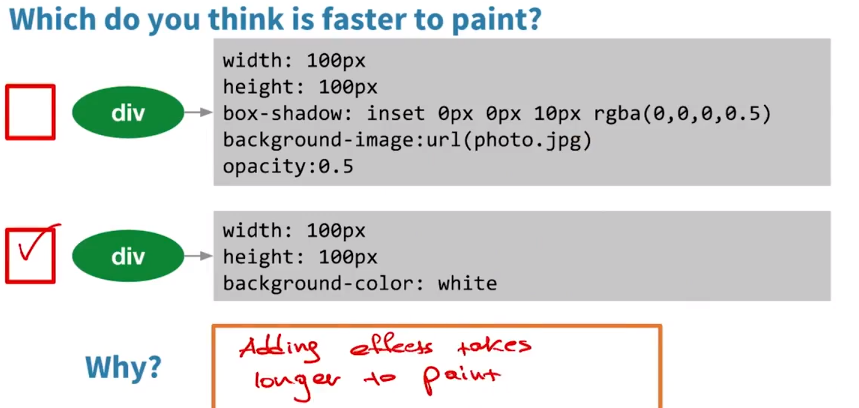 Which do you think is faster to paint?
width: 100px
height: 100px
div
box-shadow: inset 0px 0px 10px rgba(0,0,0,0.5)
background-image:url(photo.jpg)
opacity:0.5
width: 100px
div
height: 100px
background-color: white
Why?
Adding effects takes
longer to paint